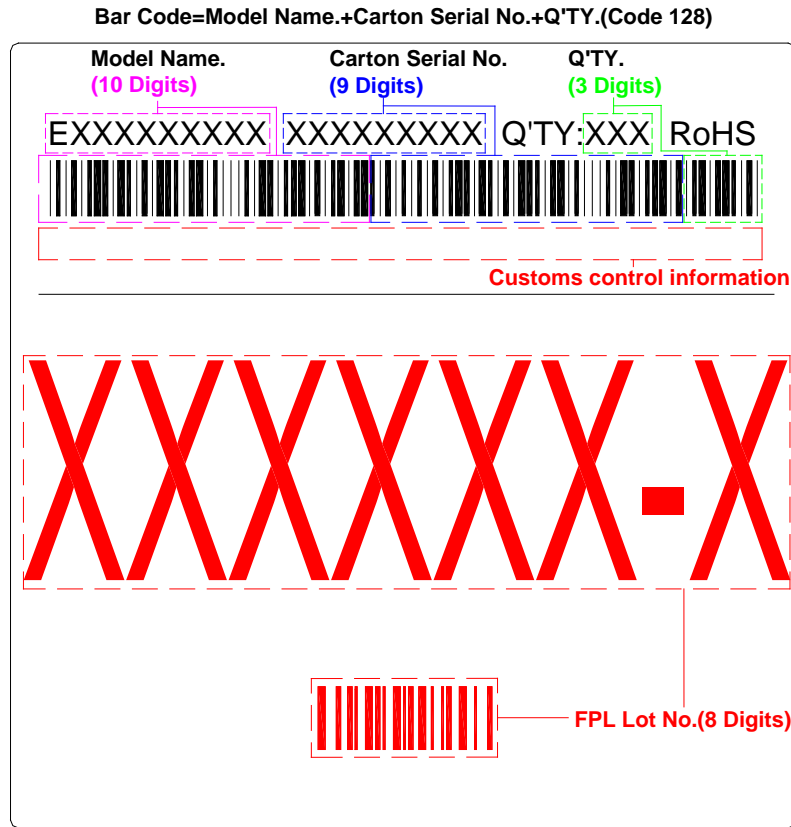 Bar Code=Model Name.+Carton Serial No.+Q'TY.(Code 128)
Model Name. Carton Serial No. Q'TY.
(10 Digits) (9 Digits) (3 Digits)
EXXXXXXXXX XXXXXXXXX Q'TY:XXX RoHS
Customs control information
XXXXXX-X
FPL Lot No.(8 Digits)